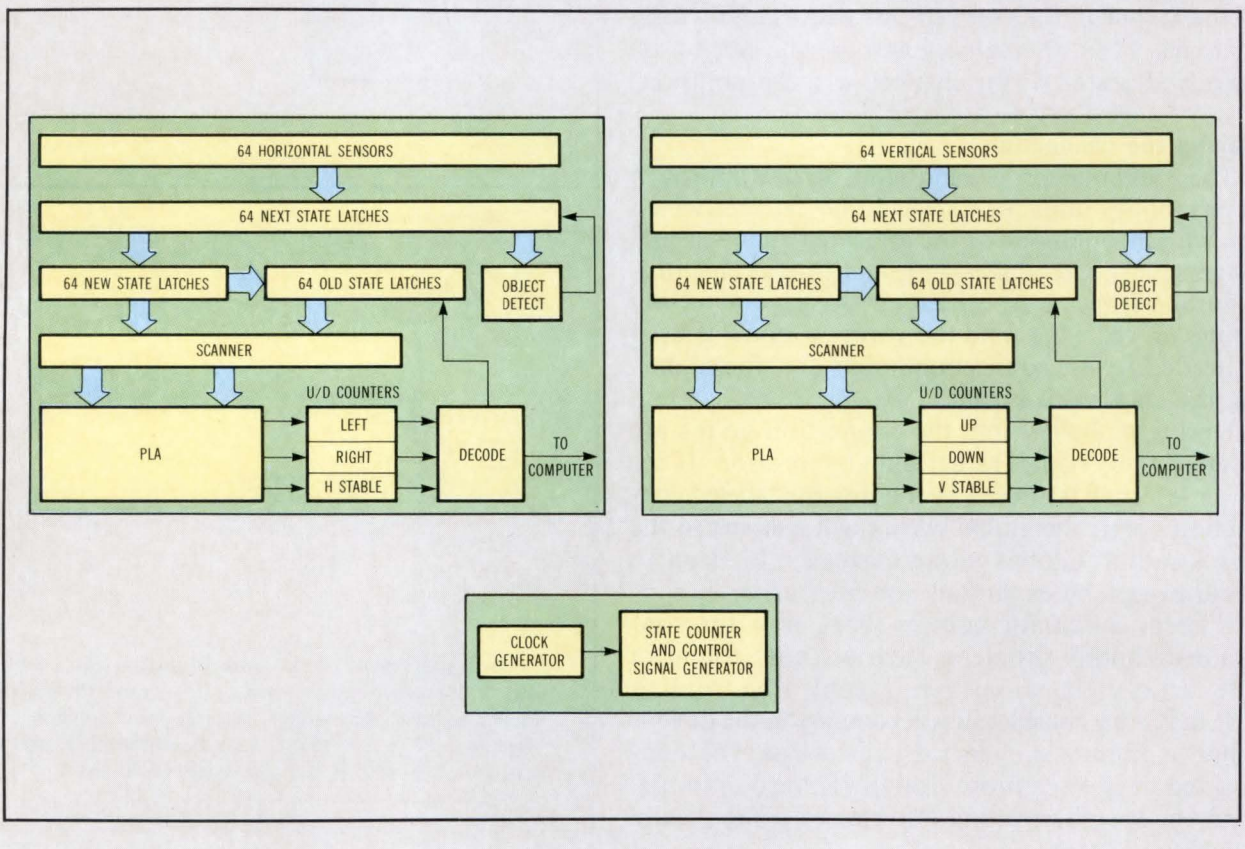 64 HORIZONTAL SENSORS
64 NEXT STATE LATCHES
64 NEW STATE LATCHES
64 OLD STATE LATCHES
OBJECT
DETECT
SCANNER
U/D COUNTERS
PLA
LEFT
RIGHT
H STABLE
DECODE
TO
COMPUTER
64 VERTICAL SENSORS
64 NEXT STATE LATCHES
64 NEW STATE LATCHES
64 OLD STATE LATCHES
OBJECT
DETECT
SCANNER
U/D COUNTERS
PLA
UP
DOWN
V STABLE
DECODE
TO
COMPUTER
CLOCK
GENERATOR
STATE COUNTER
AND CONTROL
SIGNAL GENERATOR